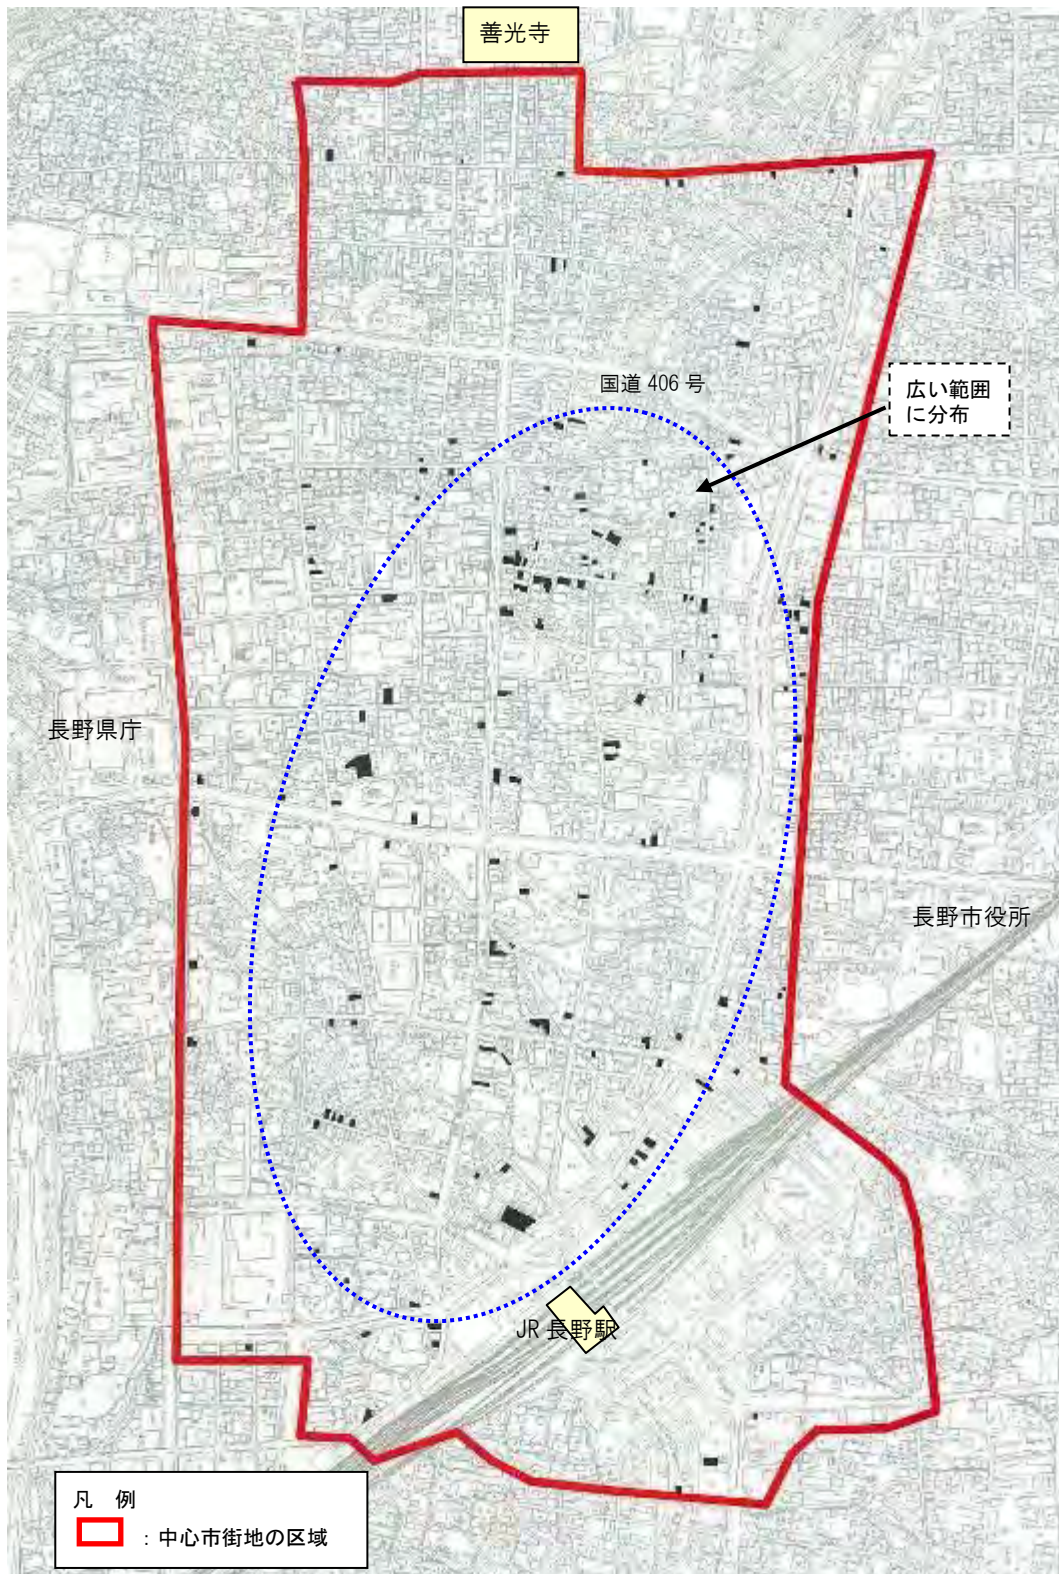 善光寺
国道 406 号
広い範囲
に分布
長野県庁
長野市役所
JR 長野駅
凡 例
：中心市街地の区域